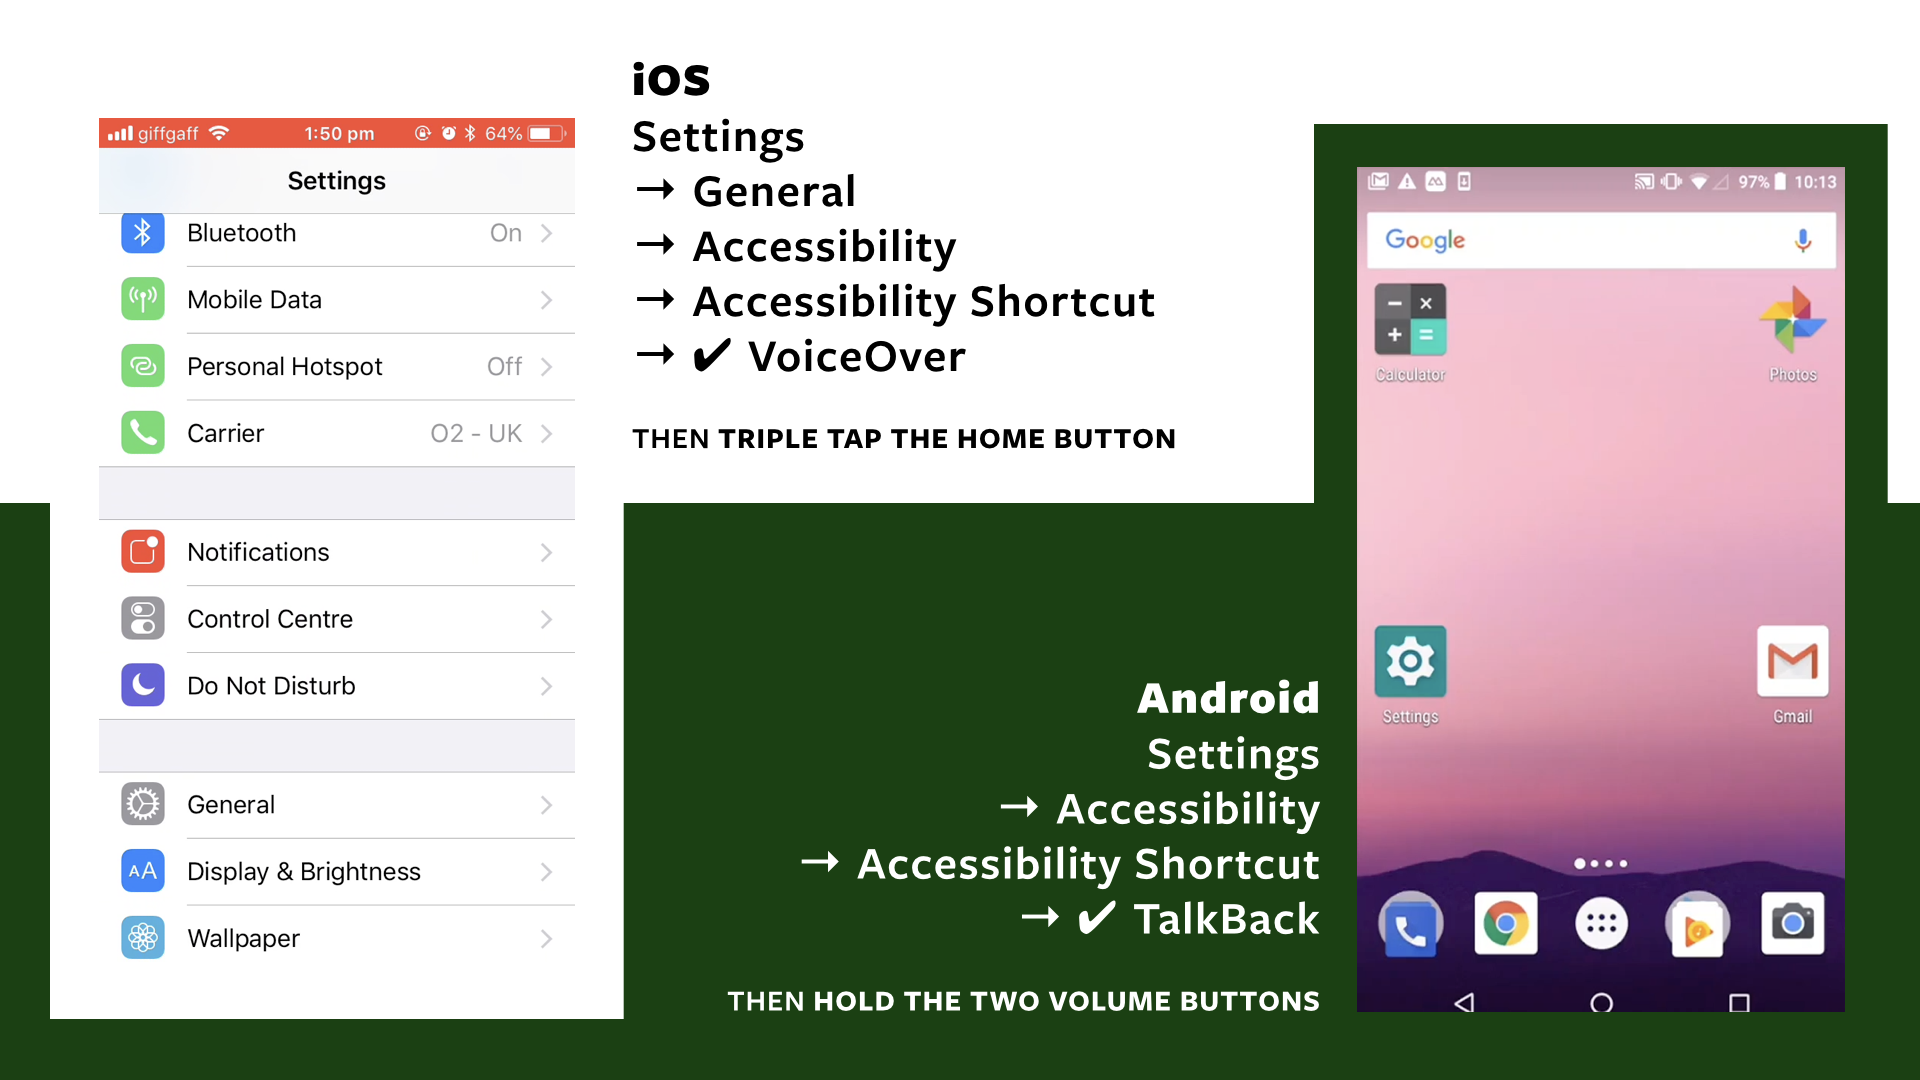 giffgaff 1:50 pm 64%
Settings
Bluetooth On
Mobile Data
Personal Hotspot Off
Carrier O2 - UK
Notifications
Control Centre
Do Not Disturb
General
AA Display & Brightness
Wallpaper
iOS
Settings
→ General
→ Accessibility
→ Accessibility Shortcut
→ ✔ VoiceOver
THEN TRIPLE TAP THE HOME BUTTON
Android
Settings
→ Accessibility
→ Accessibility Shortcut
→ ✔ TalkBack
THEN HOLD THE TWO VOLUME BUTTONS
97% 10:13
Google
Calculator Photos
Settings Gmail